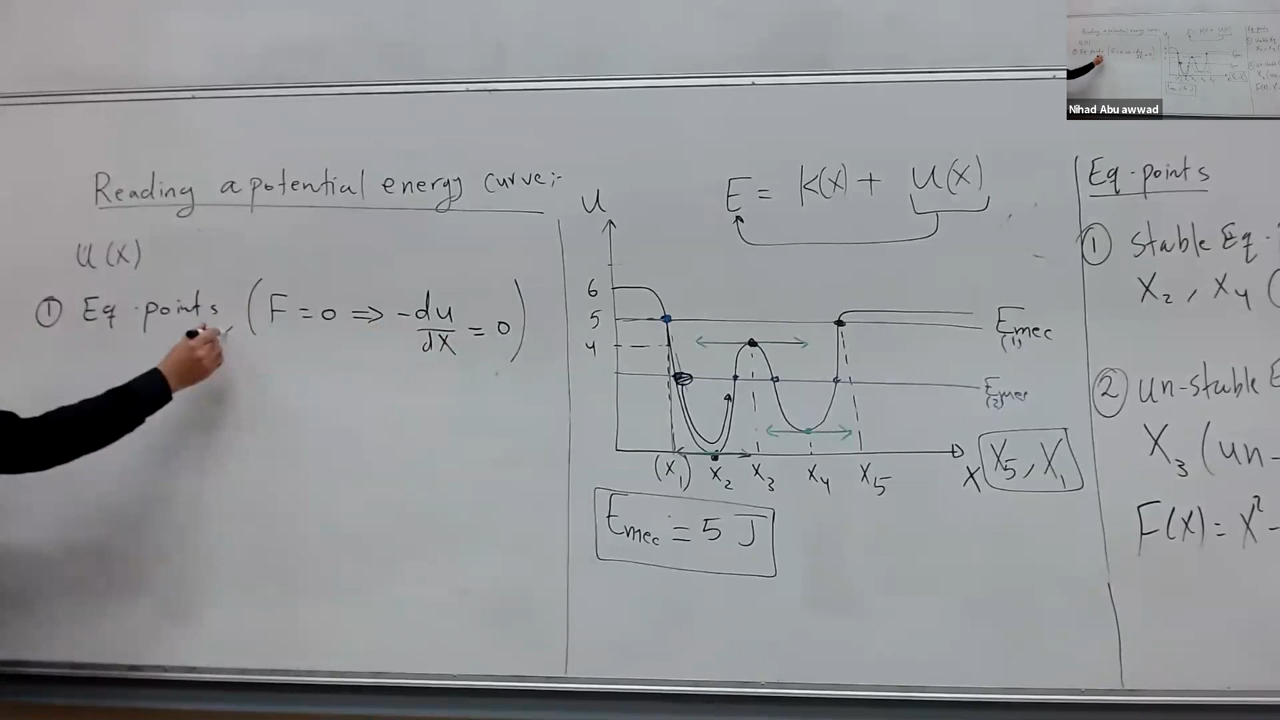 Reading a potential energy curve:-
U(X)
① Eq. points (F = 0 ⇒ -du/dX = 0)
E = K(X) + U(X)
U
6
5
4
Emec
(1)
Emec
(2)
(X1) X2 X3 X4 X5
X
X5, X1
Emec = 5 J
Eq. points
① Stable Eq.
X2, X4 (
② un-stable E
X3 (un-
F(X) = X² -
Nihad Abu awwad